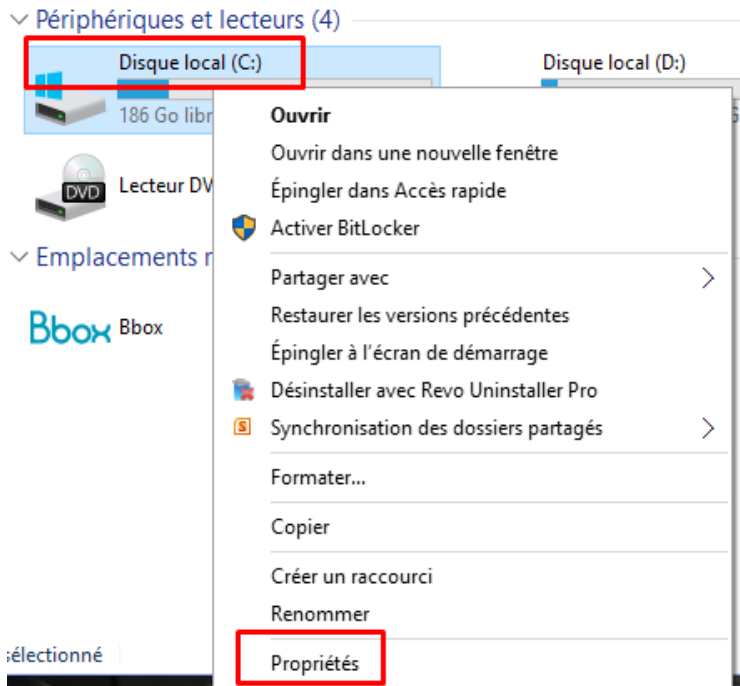 Périphériques et lecteurs (4)
Disque local (C:)
Disque local (D:)
186 Go libr
DVD
Lecteur DV
Emplacements r
Bbox Bbox
Ouvrir
Ouvrir dans une nouvelle fenêtre
Épingler dans Accès rapide
Activer BitLocker
Partager avec
Restaurer les versions précédentes
Épingler à l'écran de démarrage
Désinstaller avec Revo Uninstaller Pro
S Synchronisation des dossiers partagés
Formater...
Copier
Créer un raccourci
Renommer
Propriétés
sélectionné